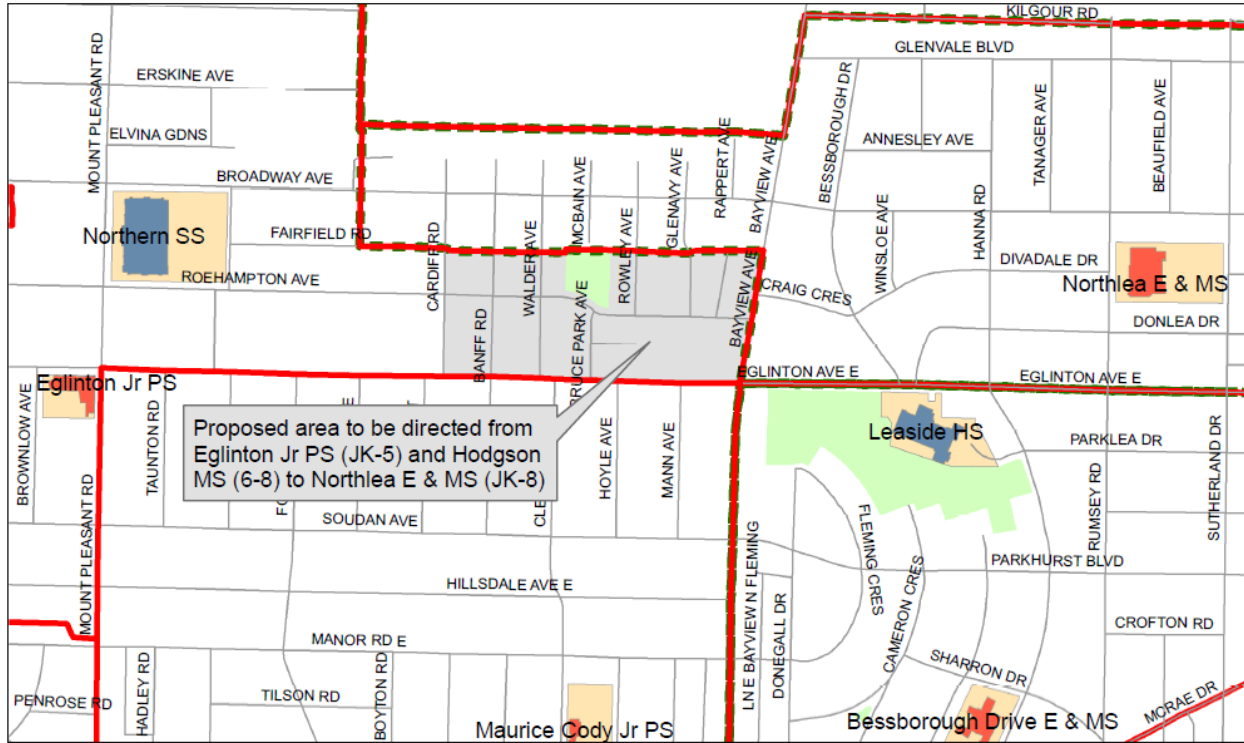 KILGOUR RD
GLENVALE BLVD
MOUNT PLEASANT RD
ERSKINE AVE
ELVINA GDNS
BROADWAY AVE
Northern SS
FAIRFIELD RD
ROEHAMPTON AVE
CARDIFF RD
BANFF RD
WALDER AVE
MCBAIN AVE
ROWLEY AVE
GLENAVY AVE
RAPPERT AVE
BAYVIEW AVE
BAYVIEW AVE
BESSBOROUGH DR
ANNESLEY AVE
WINSLOE AVE
HANNA RD
TANAGER AVE
BEAUFIELD AVE
DIVADALE DR
Northlea E & MS
CRAIG CRES
DONLEA DR
BRUCE PARK AVE
EGLINTON AVE E
EGLINTON AVE E
Eglinton Jr PS
BROWNLOW AVE
TAUNTON RD
Proposed area to be directed from
Eglinton Jr PS (JK-5) and Hodgson
MS (6-8) to Northlea E & MS (JK-8)
HOYLE AVE
MANN AVE
CLE
FO
Leaside HS
PARKLEA DR
RUMSEY RD
SUTHERLAND DR
SOUDAN AVE
MOUNT PLEASANT RD
HILLSDALE AVE E
MANOR RD E
LN E BAYVIEW N FLEMING
DONEGALL DR
FLEMING CRES
CAMERON CRES
PARKHURST BLVD
CROFTON RD
SHARRON DR
MCRAE DR
PENROSE RD
HADLEY RD
TILSON RD
BOYTON RD
Maurice Cody Jr PS
Bessborough Drive E & MS